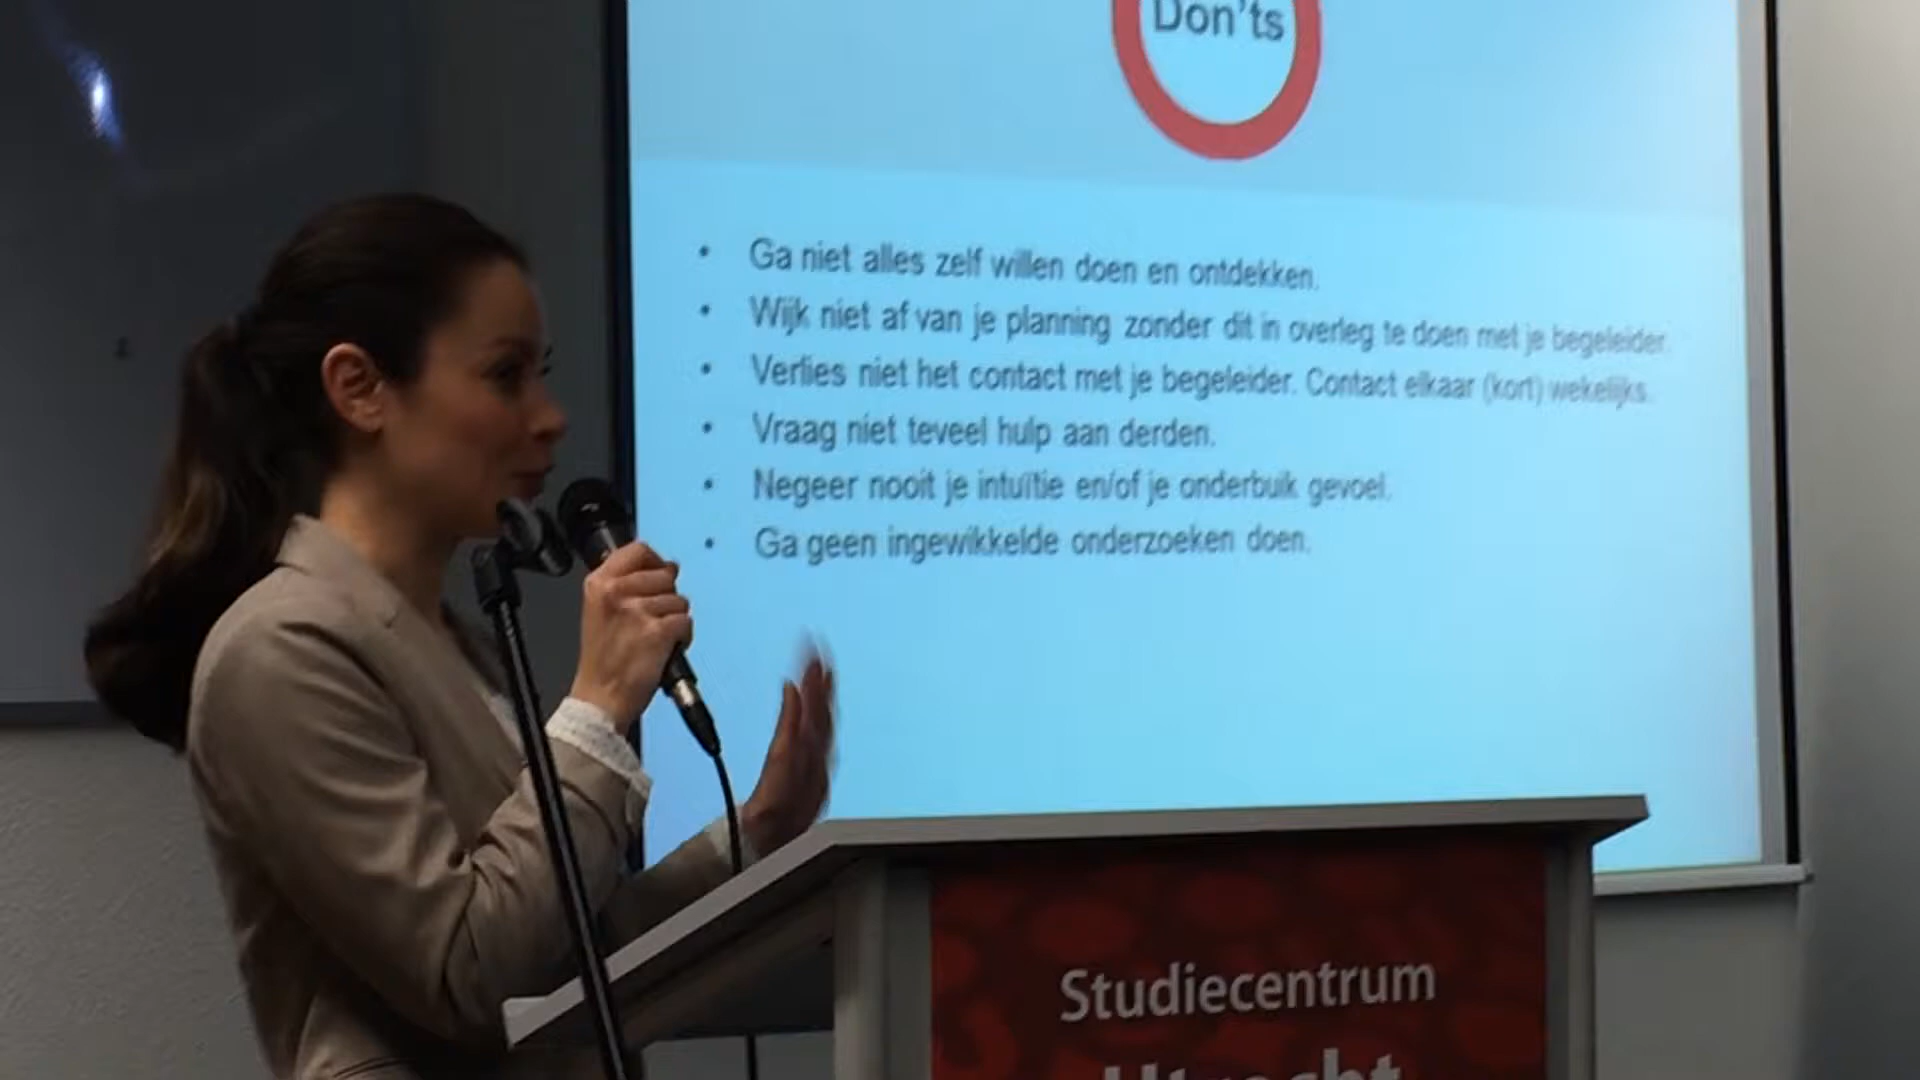 Don'ts
• Ga niet alles zelf willen doen en ontdekken.
• Wijk niet af van je planning zonder dit in overleg te doen met je begeleider.
• Verlies niet het contact met je begeleider. Contact elkaar (kort) wekelijks.
• Vraag niet teveel hulp aan derden.
• Negeer nooit je intuïtie en/of je onderbuik gevoel.
• Ga geen ingewikkelde onderzoeken doen.
Studiecentrum
Utrecht